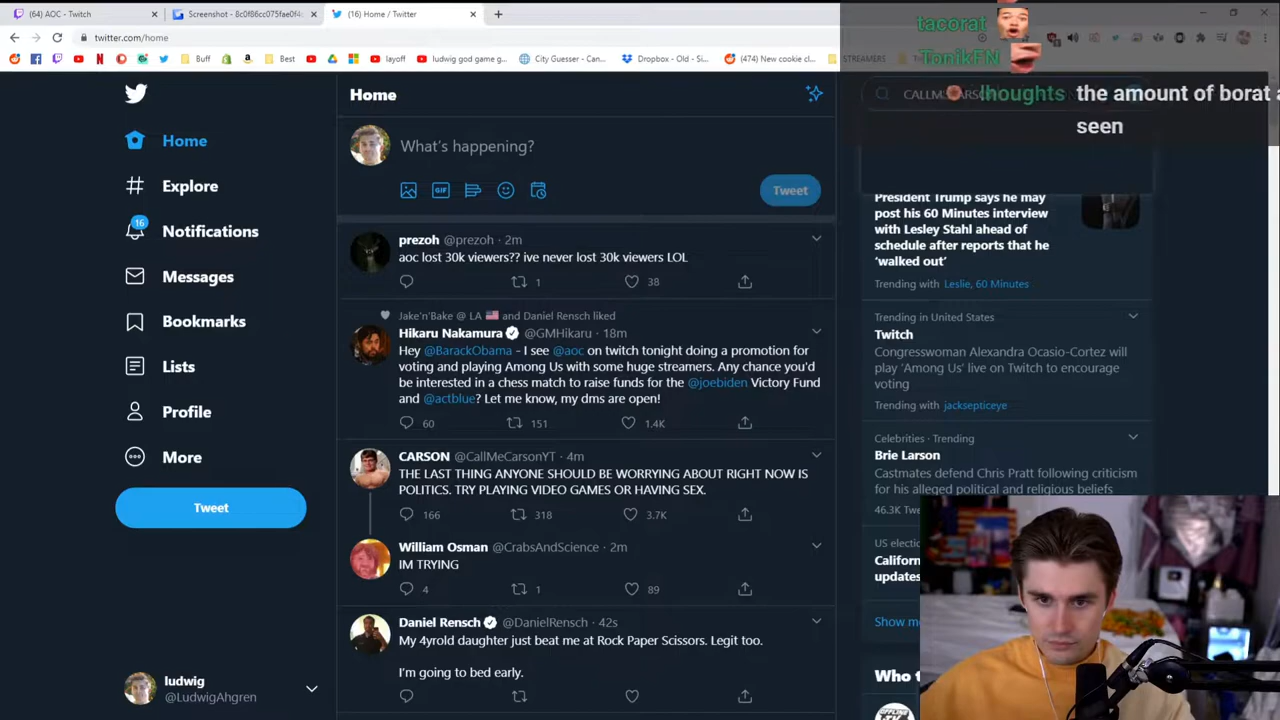 (64) AOC - Twitch
Screenshot - 8c0f86cc075fae0f4
(16) Home / Twitter
twitter.com/home
Buff
Best
layoff
ludwig god game g...
City Guesser - Can...
Dropbox - Old - Si...
(474) New cookie cl...
STREAMERS
tacorat
TonikFN
lhoughts the amount of borat a
seen
Home
Explore
16
Notifications
Messages
Bookmarks
Lists
Profile
More
Tweet
ludwig
@LudwigAhgren
Home
What's happening?
GIF
Tweet
prezoh @prezoh · 2m
aoc lost 30k viewers?? ive never lost 30k viewers LOL
1 38
Jake'n'Bake @ LA 🇺🇸 and Daniel Rensch liked
Hikaru Nakamura @GMHikaru · 18m
Hey @BarackObama - I see @aoc on twitch tonight doing a promotion for
voting and playing Among Us with some huge streamers. Any chance you'd
be interested in a chess match to raise funds for the @joebiden Victory Fund
and @actblue? Let me know, my dms are open!
60 151 1.4K
CARSON @CallMeCarsonYT · 4m
THE LAST THING ANYONE SHOULD BE WORRYING ABOUT RIGHT NOW IS
POLITICS. TRY PLAYING VIDEO GAMES OR HAVING SEX.
166 318 3.7K
William Osman @CrabsAndScience · 2m
IM TRYING
4 1 89
Daniel Rensch @DanielRensch · 42s
My 4yrold daughter just beat me at Rock Paper Scissors. Legit too.
I'm going to bed early.
President Trump says he may
post his 60 Minutes interview
with Lesley Stahl ahead of
schedule after reports that he
'walked out'
Trending with Leslie, 60 Minutes
Trending in United States
Twitch
Congresswoman Alexandra Ocasio-Cortez will
play 'Among Us' live on Twitch to encourage
voting
Trending with jacksepticeye
Celebrities · Trending
Brie Larson
Castmates defend Chris Pratt following criticism
for his alleged political and religious beliefs
46.3K Twe
US electio
Californ
updates
Show mo
Who t